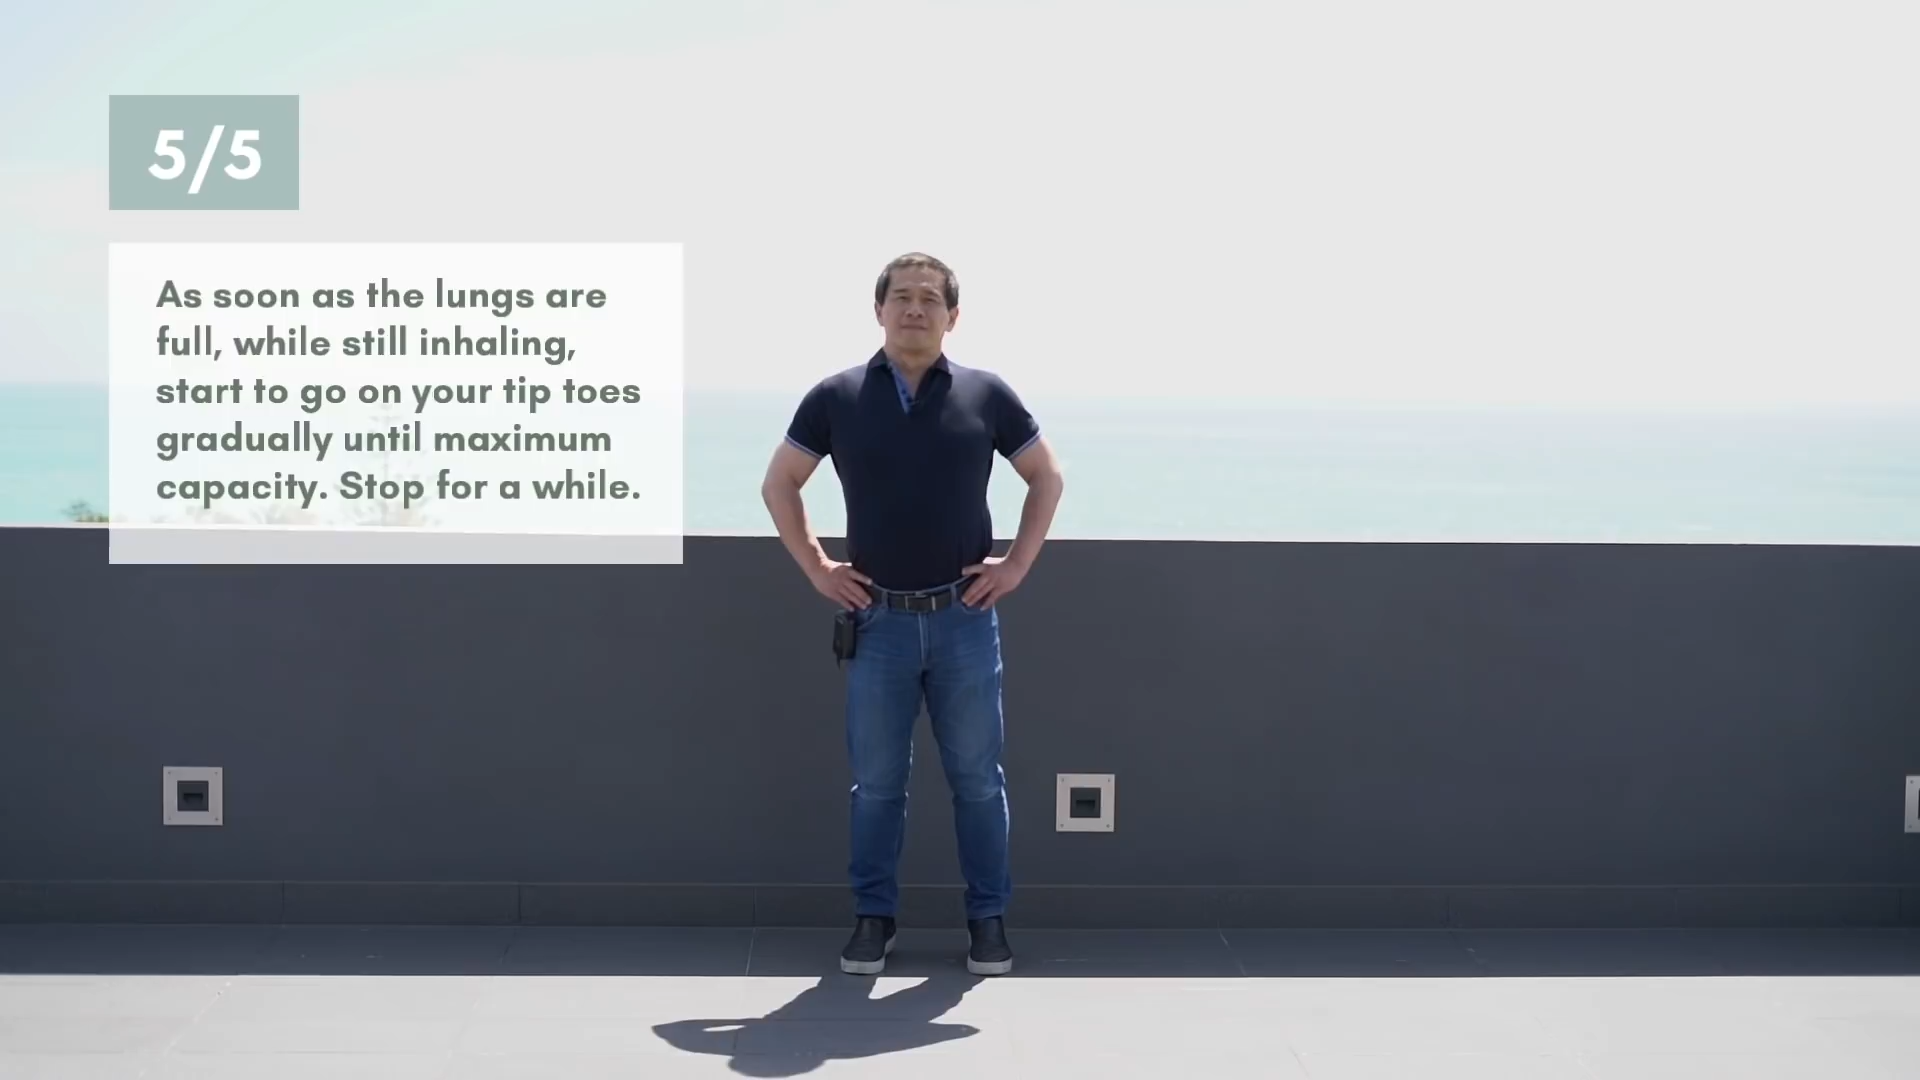 5/5
As soon as the lungs are
full, while still inhaling,
start to go on your tip toes
gradually until maximum
capacity. Stop for a while.